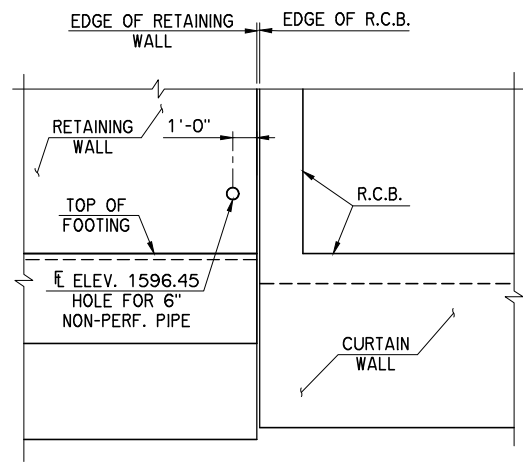 EDGE OF RETAINING
WALL
EDGE OF R.C.B.
RETAINING
WALL
1'-0"
R.C.B.
TOP OF
FOOTING
FL ELEV. 1596.45
HOLE FOR 6"
NON-PERF. PIPE
CURTAIN
WALL